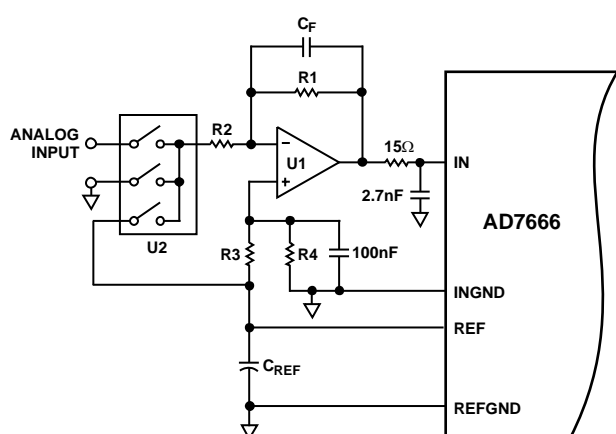 CF
R1
ANALOG
INPUT
R2
−
U1
+
15Ω
IN
2.7nF
AD7666
U2
R3
R4
100nF
INGND
REF
CREF
REFGND